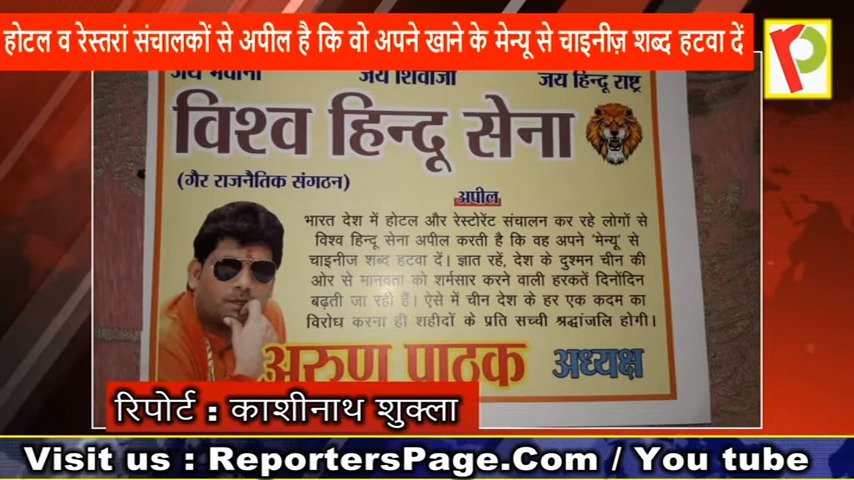 होटल व रेस्तरां संचालकों से अपील है कि वो अपने खाने के मेन्यू से चाइनीज़ शब्द हटवा दें
जय भवानी जय शिवाजी जय हिन्दू राष्ट्र
विश्व हिन्दू सेना
(गैर राजनैतिक संगठन)
अपील
भारत देश में होटल और रेस्टोरेंट संचालन कर रहे लोगों से
विश्व हिन्दू सेना अपील करती है कि वह अपने 'मेन्यू' से
चाइनीज शब्द हटवा दें। ज्ञात रहें, देश के दुश्मन चीन की
ओर से मानवता को शर्मसार करने वाली हरकतें दिनोंदिन
बढ़ती जा रही हैं। ऐसे में चीन देश के हर एक कदम का
विरोध करना ही शहीदों के प्रति सच्ची श्रद्धांजलि होगी।
अरुण पाठक अध्यक्ष
रिपोर्ट : काशीनाथ शुक्ला
Visit us : ReportersPage.Com / You tube